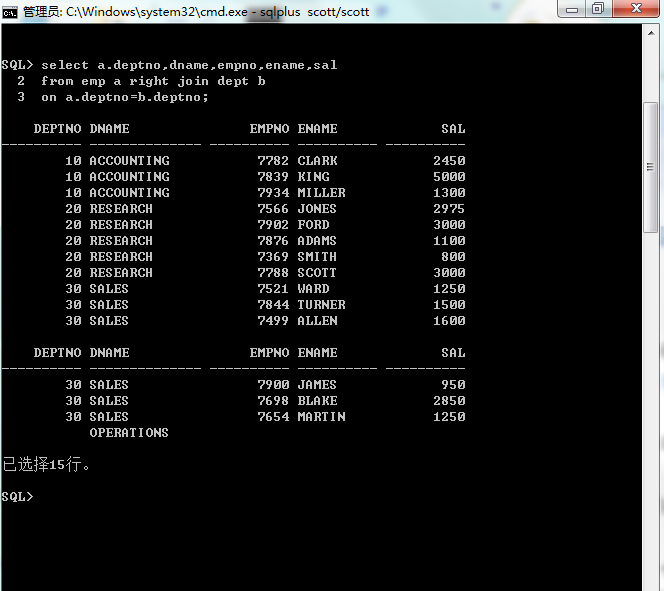 管理员: C:\Windows\system32\cmd.exe - sqlplus  scott/scott
SQL> select a.deptno,dname,empno,ename,sal
  2  from emp a right join dept b
  3  on a.deptno=b.deptno;
    DEPTNO DNAME               EMPNO ENAME             SAL
---------- -------------- ---------- ---------- ----------
        10 ACCOUNTING           7782 CLARK            2450
        10 ACCOUNTING           7839 KING             5000
        10 ACCOUNTING           7934 MILLER           1300
        20 RESEARCH             7566 JONES            2975
        20 RESEARCH             7902 FORD             3000
        20 RESEARCH             7876 ADAMS            1100
        20 RESEARCH             7369 SMITH             800
        20 RESEARCH             7788 SCOTT            3000
        30 SALES                7521 WARD             1250
        30 SALES                7844 TURNER           1500
        30 SALES                7499 ALLEN            1600
    DEPTNO DNAME               EMPNO ENAME             SAL
---------- -------------- ---------- ---------- ----------
        30 SALES                7900 JAMES             950
        30 SALES                7698 BLAKE            2850
        30 SALES                7654 MARTIN           1250
           OPERATIONS
已选择15行。
SQL>